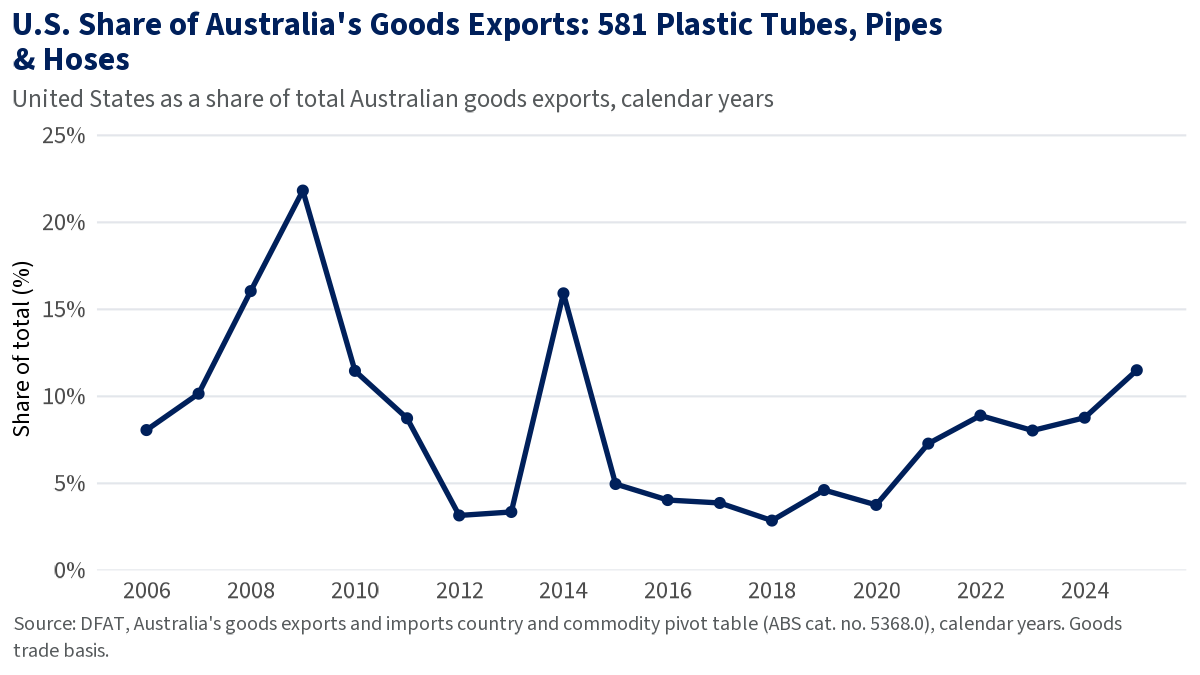 U.S. Share of Australia's Goods Exports: 581 Plastic Tubes, Pipes
& Hoses
United States as a share of total Australian goods exports, calendar years
Share of total (%)
25%
20%
15%
10%
5%
0%
2006 2008 2010 2012 2014 2016 2018 2020 2022 2024
Source: DFAT, Australia's goods exports and imports country and commodity pivot table (ABS cat. no. 5368.0), calendar years. Goods
trade basis.